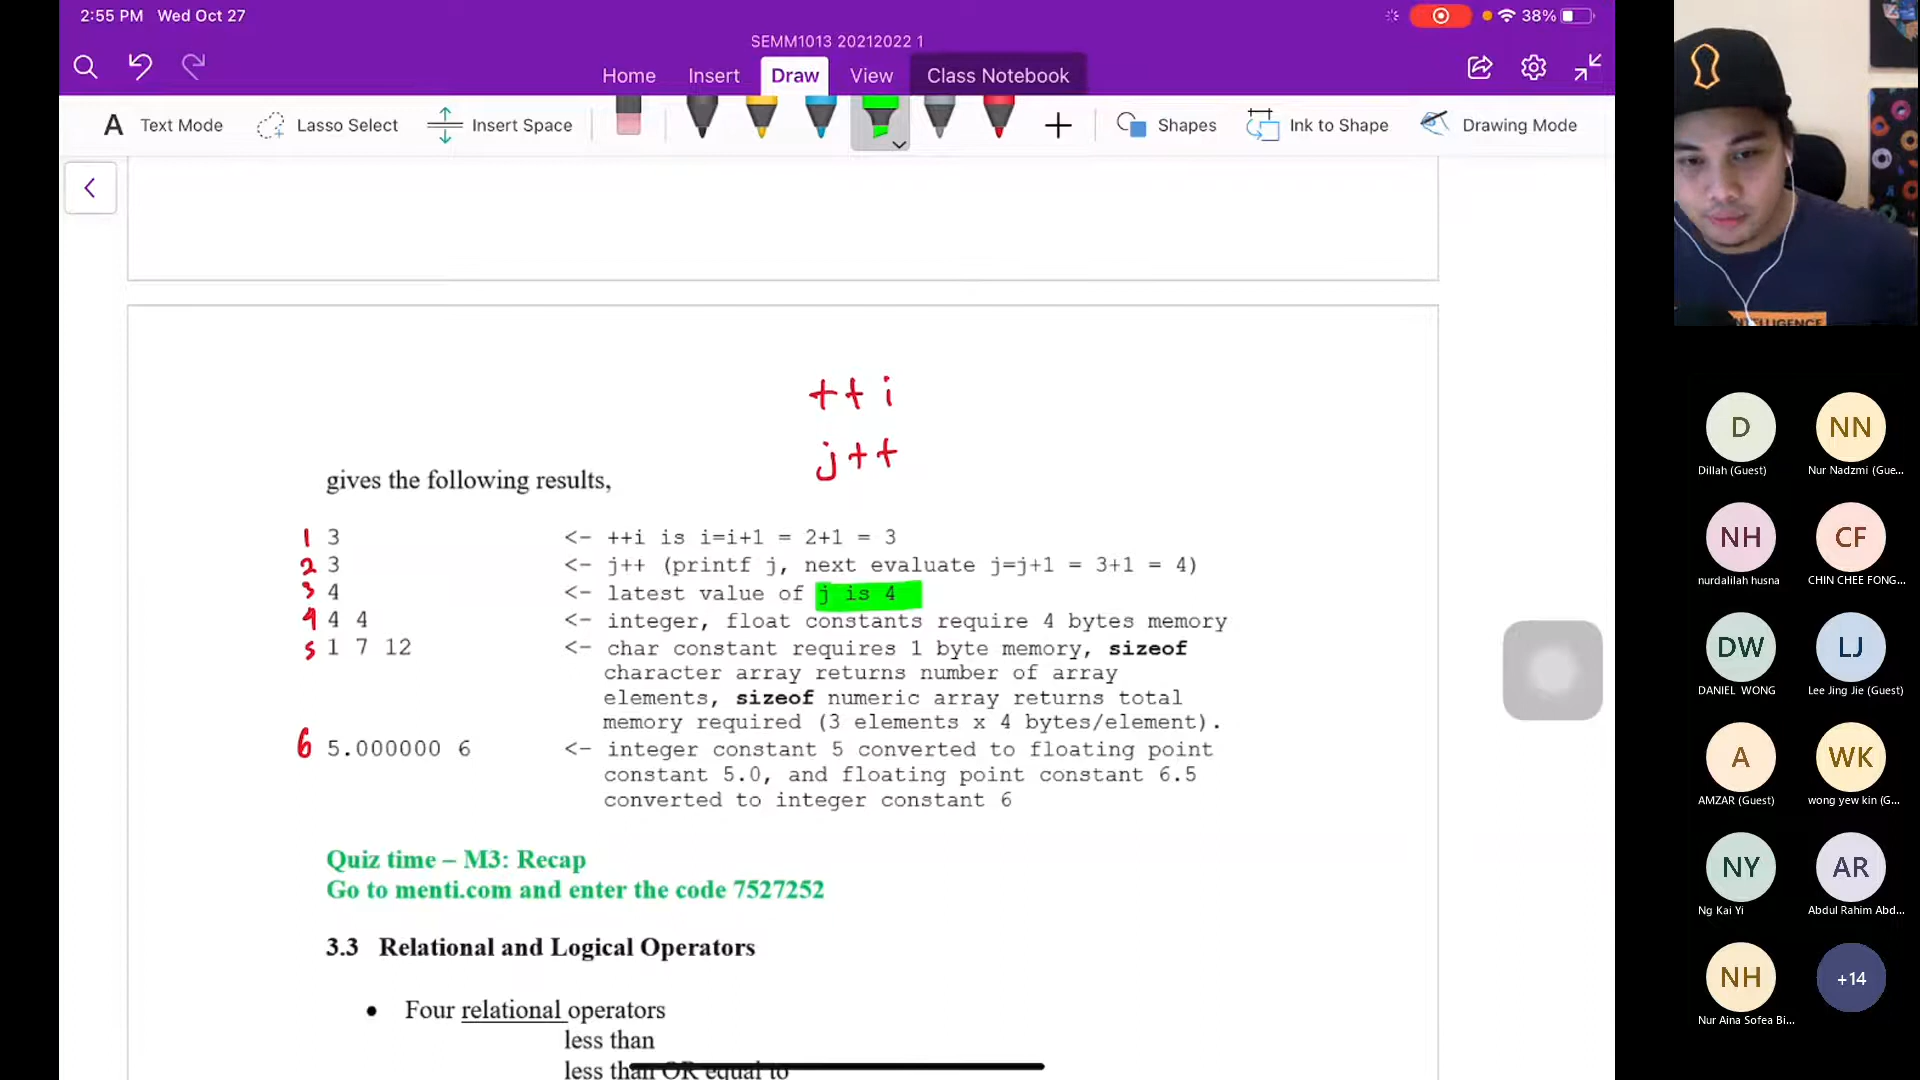 2:55 PM Wed Oct 27
38%
SEMM1013 20212022 1
Home Insert Draw View Class Notebook
A Text Mode Lasso Select Insert Space Shapes Ink to Shape Drawing Mode
++i
j++
gives the following results,
1 3 <- ++i is i=i+1 = 2+1 = 3
2 3 <- j++ (printf j, next evaluate j=j+1 = 3+1 = 4)
3 4 <- latest value of j is 4
4 4 4 <- integer, float constants require 4 bytes memory
5 1 7 12 <- char constant requires 1 byte memory, sizeof
character array returns number of array
elements, sizeof numeric array returns total
memory required (3 elements x 4 bytes/element).
6 5.000000 6 <- integer constant 5 converted to floating point
constant 5.0, and floating point constant 6.5
converted to integer constant 6
Quiz time – M3: Recap
Go to menti.com and enter the code 7527252
3.3 Relational and Logical Operators
• Four relational operators
less than
less than OR equal to
D NN
Dillah (Guest) Nur Nadzmi (Gue...
NH CF
nurdalilah husna CHIN CHEE FONG...
DW LJ
DANIEL WONG Lee Jing Jie (Guest)
A WK
AMZAR (Guest) wong yew kin (G...
NY AR
Ng Kai Yi Abdul Rahim Abd...
NH +14
Nur Aina Sofea Bi...